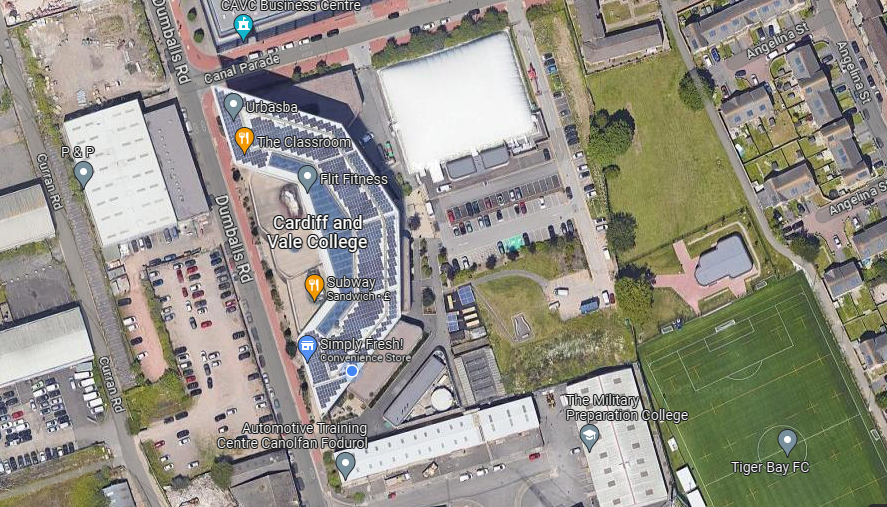 CAVC Business Centre
Dumballs Rd
Canal Parade
Angelina St
Angelina St
Urbasba
The Classroom
P & P
Flit Fitness
Curran Rd
Dumballs Rd
Cardiff and
Vale College
Angelina S
Subway
Sandwich • £
Simply Fresh!
Convenience Store
Curran Rd
The Military
Preparation College
Automotive Training
Centre Canolfan Foduro
Tiger Bay FC